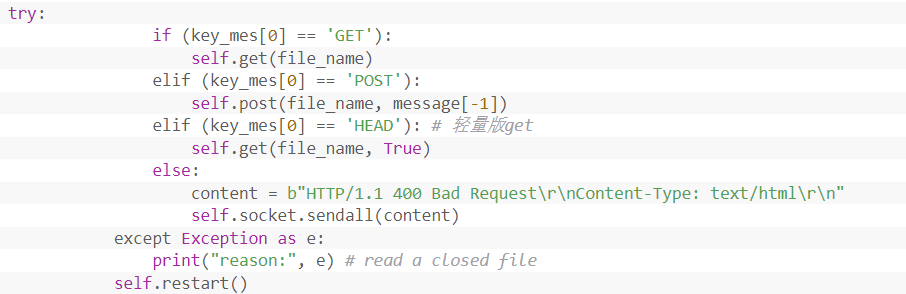 try:
if (key_mes[0] == 'GET'):
self.get(file_name)
elif (key_mes[0] == 'POST'):
self.post(file_name, message[-1])
elif (key_mes[0] == 'HEAD'): # 轻量版get
self.get(file_name, True)
else:
content = b"HTTP/1.1 400 Bad Request\r\nContent-Type: text/html\r\n"
self.socket.sendall(content)
except Exception as e:
print("reason:", e) # read a closed file
self.restart()